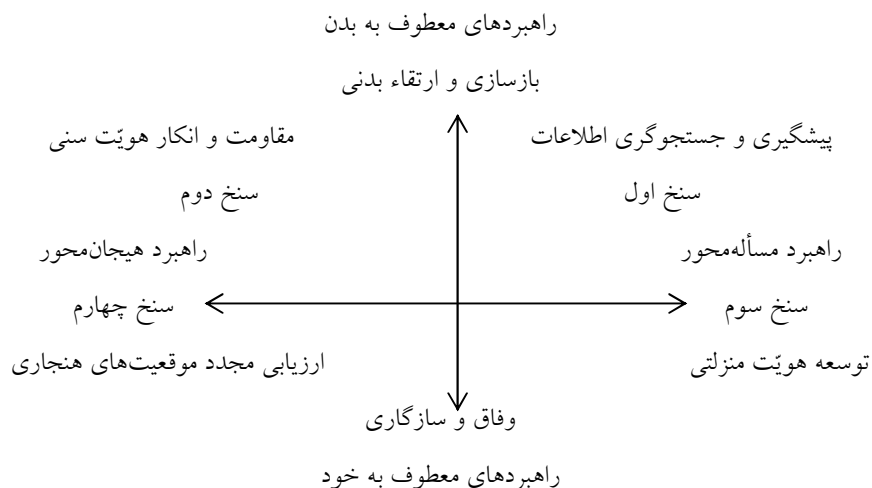 راهبردهای معطوف به بدن
بازسازی و ارتقاء بدنی
پیشگیری و جستجوگری اطلاعات
مقاومت و انکار هویّت سنی
سنخ اول
سنخ دوم
راهبرد مسأله‌محور
راهبرد هیجان‌محور
سنخ سوم
سنخ چهارم
توسعه هویّت منزلتی
ارزیابی مجدد موقعیت‌های هنجاری
وفاق و سازگاری
راهبردهای معطوف به خود